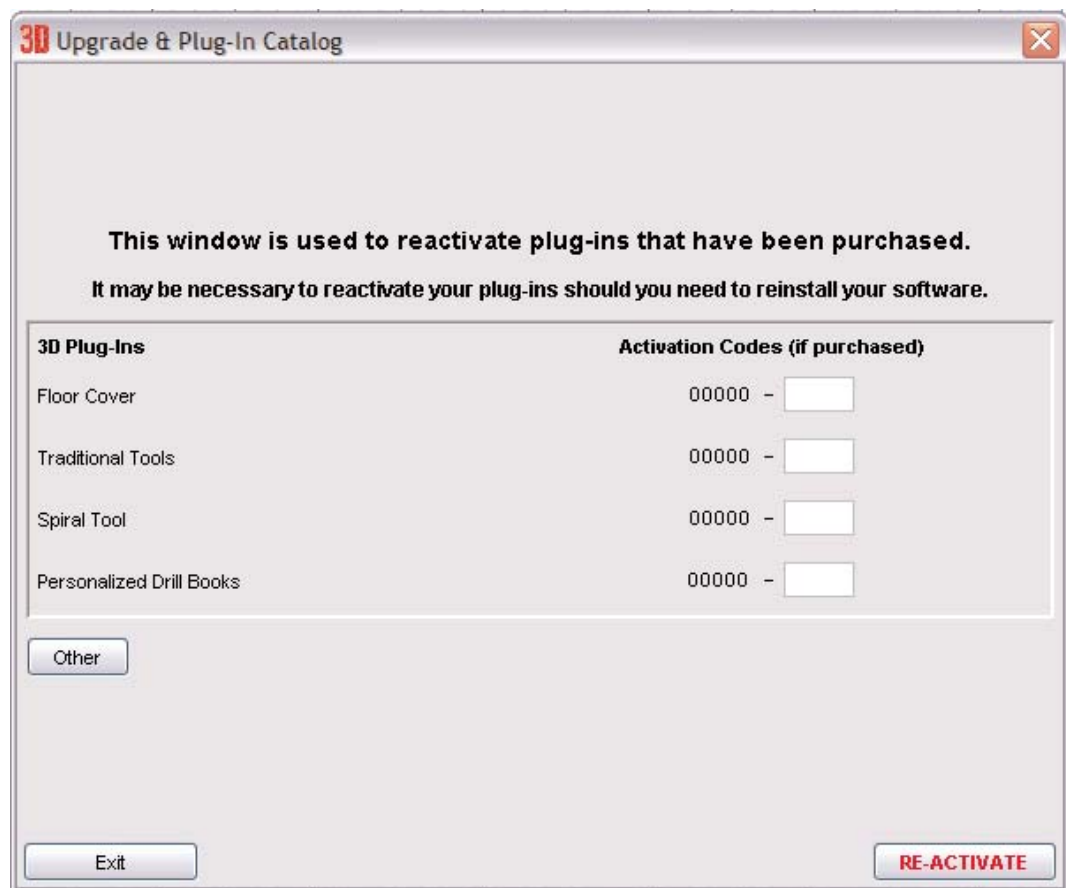 3D Upgrade & Plug-In Catalog
This window is used to reactivate plug-ins that have been purchased.
It may be necessary to reactivate your plug-ins should you need to reinstall your software.
3D Plug-Ins Activation Codes (if purchased)
Floor Cover 00000 -
Traditional Tools 00000 -
Spiral Tool 00000 -
Personalized Drill Books 00000 -
Other
Exit RE-ACTIVATE